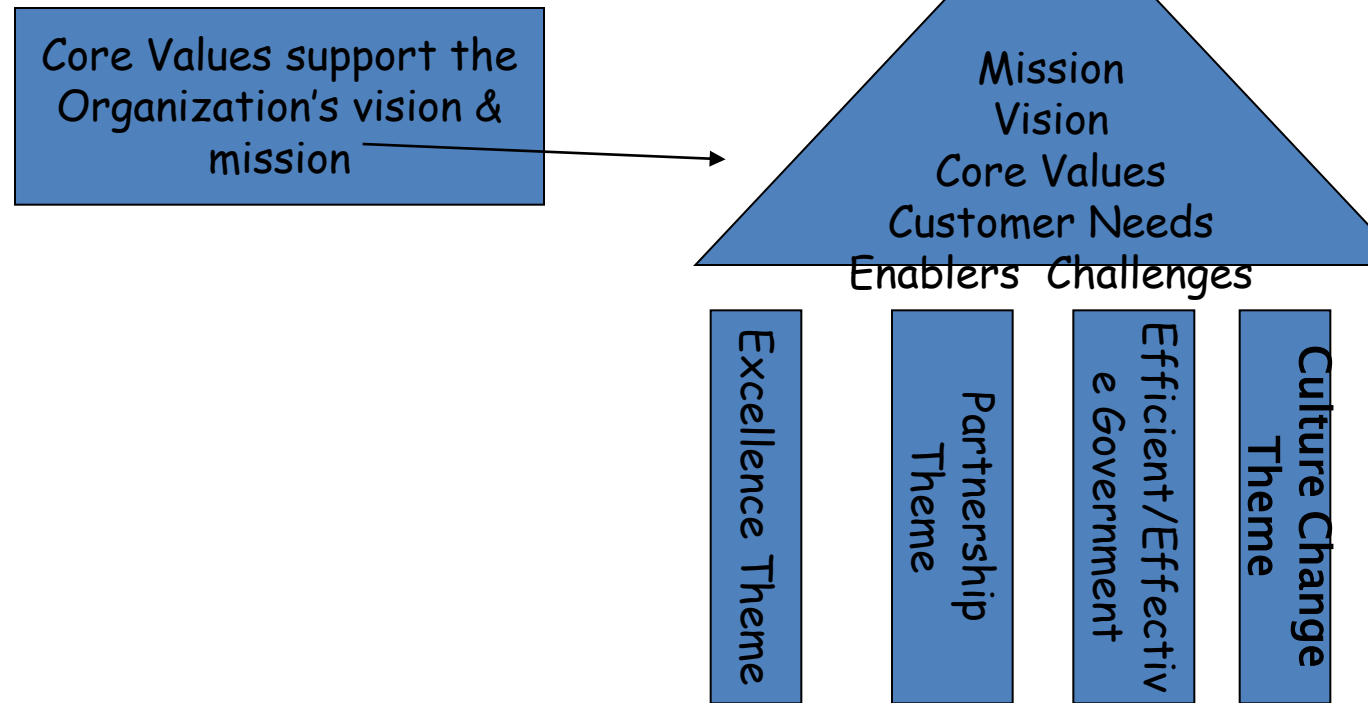 Core Values support the
Organization’s vision &
mission
Mission
Vision
Core Values
Customer Needs
Enablers Challenges
Excellence Theme
Partnership
Theme
Efficient/Effectiv
e Government
Culture Change
Theme